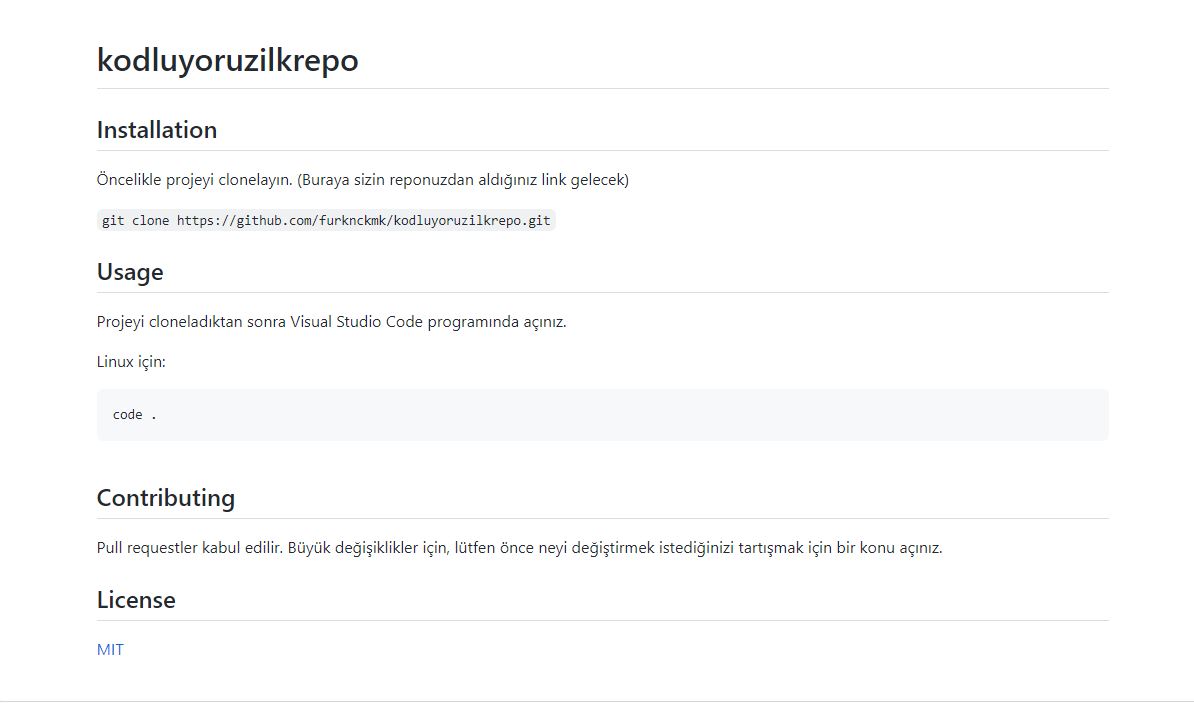 kodluyoruzilkrepo
Installation
Öncelikle projeyi clonelayın. (Buraya sizin reponuzdan aldığınız link gelecek)
git clone https://github.com/furknckmk/kodluyoruzilkrepo.git
Usage
Projeyi cloneladıktan sonra Visual Studio Code programında açınız.
Linux için:
code .
Contributing
Pull requestler kabul edilir. Büyük değişiklikler için, lütfen önce neyi değiştirmek istediğinizi tartışmak için bir konu açınız.
License
MIT